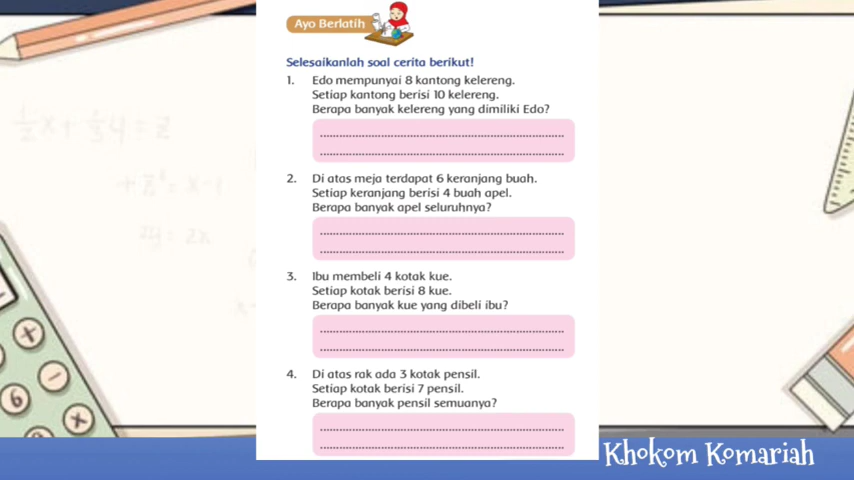 Ayo Berlatih
Selesaikanlah soal cerita berikut!
1. Edo mempunyai 8 kantong kelereng.
Setiap kantong berisi 10 kelereng.
Berapa banyak kelereng yang dimiliki Edo?
2. Di atas meja terdapat 6 keranjang buah.
Setiap keranjang berisi 4 buah apel.
Berapa banyak apel seluruhnya?
3. Ibu membeli 4 kotak kue.
Setiap kotak berisi 8 kue.
Berapa banyak kue yang dibeli ibu?
4. Di atas rak ada 3 kotak pensil.
Setiap kotak berisi 7 pensil.
Berapa banyak pensil semuanya?
Khokom Komariah